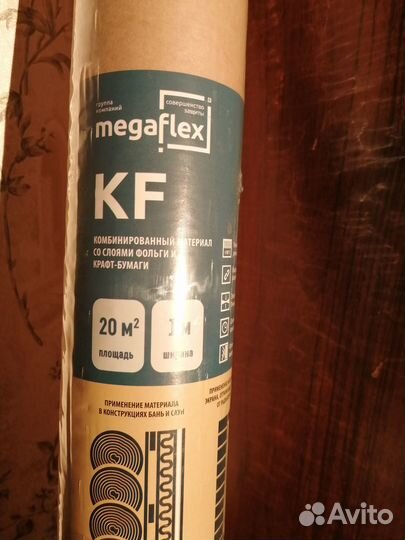 группа
компаний
совершенство
защиты
megaflex
KF
КОМБИНИРОВАННЫЙ МАТЕРИАЛ
СО СЛОЯМИ ФОЛЬГИ И
КРАФТ-БУМАГИ
20 м²
площадь
м
ширина
ПРИМЕНЕНИЕ МАТЕРИАЛА
В КОНСТРУКЦИЯХ БАНЬ И САУН
Avito